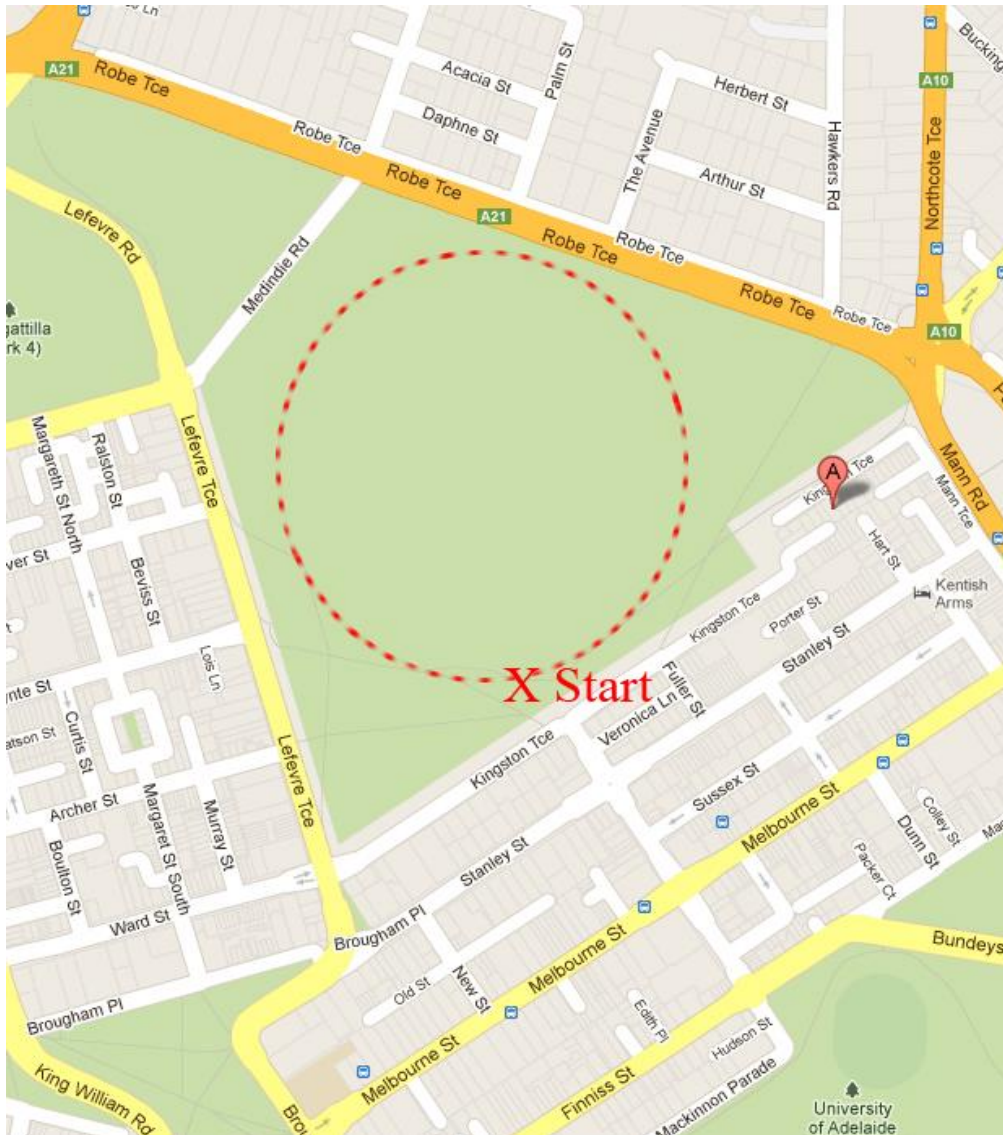 A21
Robe Tce
Robe Tce
Robe Tce
A21
Robe Tce
Robe Tce
Robe Tce
Robe Tce
Acacia St
Daphne St
Palm St
The Avenue
Herbert St
Arthur St
Hawkers Rd
A10
Northcote Tce
A10
Lefevre Rd
Medindie Rd
rk 4)
Margareth St North
Ralston St
Lefevre Tce
Beviss St
Lois Ln
Curtis St
Archer St
Boulton St
Margaret St South
Murray St
Ward St
Lefevre Tce
A
Kingston Tce
Mann Rd
Mann Tce
Hart St
Kentish
Arms
Kingston Tce
Porter St
Stanley St
X Start
Fuller St
Veronica Ln
Kingston Tce
Sussex St
Melbourne St
Stanley St
Dunn St
Colley St
Packer Ct
Brougham Pl
Old St
New St
Melbourne St
Bundeys
Brougham Pl
Edith Pl
Hudson St
King William Rd
Melbourne St
Finniss St
Mackinnon Parade
University
of Adelaide